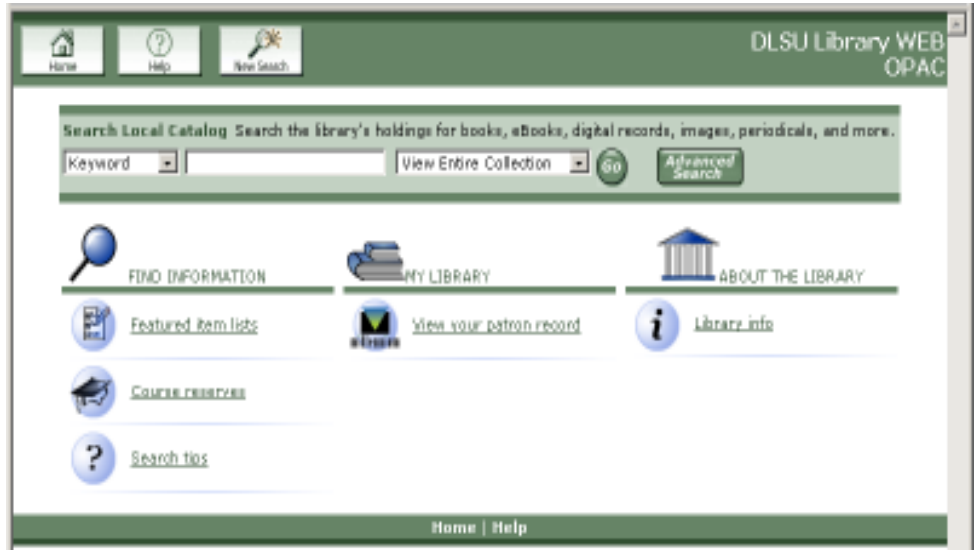 Home Help New Search
DLSU Library WEB
OPAC
Search Local Catalog Search the library's holdings for books, eBooks, digital records, images, periodicals, and more.
Keyword View Entire Collection Go Advanced Search
FIND INFORMATION MY LIBRARY ABOUT THE LIBRARY
Featured item lists View your patron record Library info
Course reserves
Search tips
Home | Help